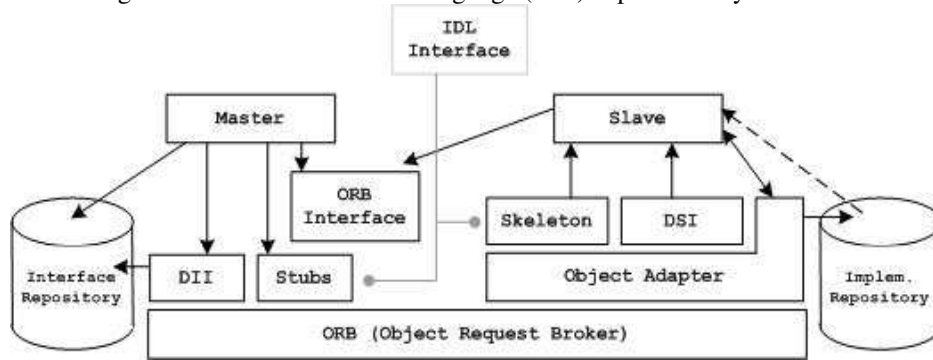 IDL
Interface
Master
Slave
ORB
Interface
Skeleton
DSI
Interface
Repository
DII
Stubs
Object Adapter
Implem.
Repository
ORB (Object Request Broker)